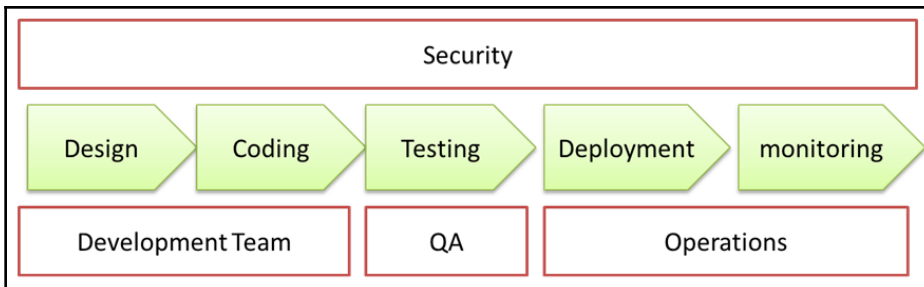 Security
Design Coding Testing Deployment monitoring
Development Team QA Operations